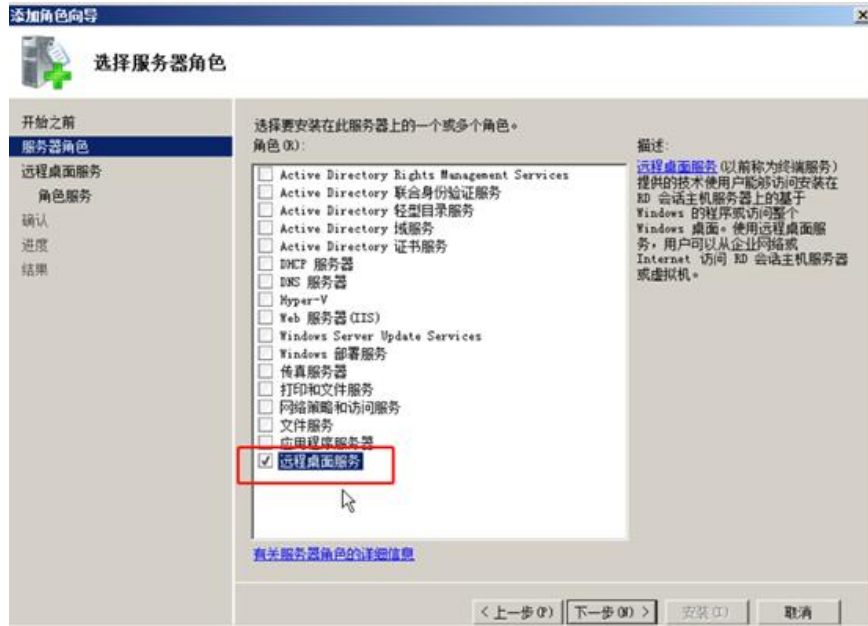 添加角色向导
选择服务器角色
开始之前
服务器角色
远程桌面服务
角色服务
确认
进度
结果
选择要安装在此服务器上的一个或多个角色。
角色(R):
Active Directory Rights Management Services
Active Directory 联合身份验证服务
Active Directory 轻型目录服务
Active Directory 域服务
Active Directory 证书服务
DHCP 服务器
DNS 服务器
Hyper-V
Web 服务器(IIS)
Windows Server Update Services
Windows 部署服务
传真服务器
打印和文件服务
网络策略和访问服务
文件服务
应用程序服务器
远程桌面服务
有关服务器角色的详细信息
描述:
远程桌面服务(以前称为终端服务)
提供的技术使用户能够访问安装在
RD 会话主机服务器上的基于
Windows 的程序或访问整个
Windows 桌面。使用远程桌面服
务，用户可以从企业网络或
Internet 访问 RD 会话主机服务器
或虚拟机。
< 上一步(P)
下一步(N) >
安装(I)
取消